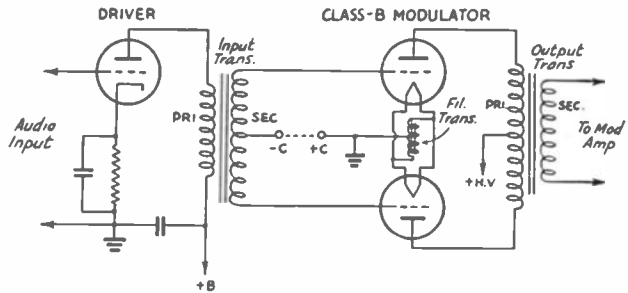 DRIVER
CLASS-B MODULATOR
Input
Trans.
Output
Trans
PRI
SEC
PRI.
SEC.
Audio
Input
-C
+C
Fil.
Trans.
To Mod
Amp
+H.V
+B